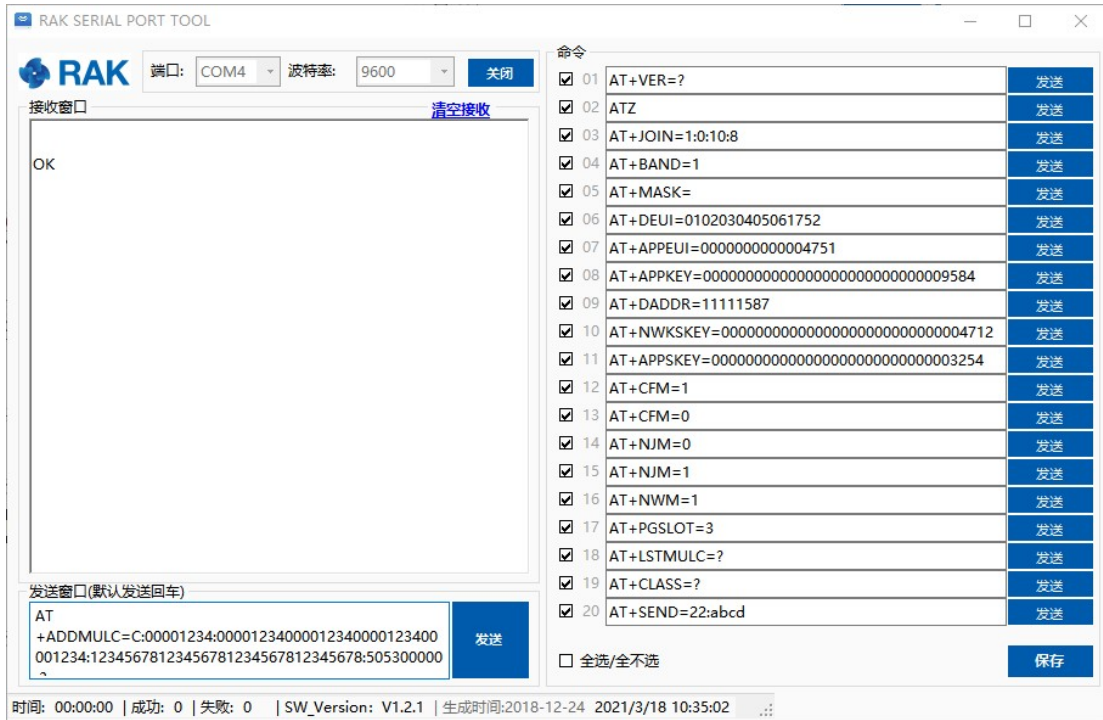 RAK SERIAL PORT TOOL
RAK 端口: COM4 波特率: 9600 关闭
接收窗口 清空接收
OK
发送窗口(默认发送回车)
AT
+ADDMULC=C:00001234:00001234000012340000123400
001234:12345678123456781234567812345678:505300000
发送
命令
01 AT+VER=? 发送
02 ATZ 发送
03 AT+JOIN=1:0:10:8 发送
04 AT+BAND=1 发送
05 AT+MASK= 发送
06 AT+DEUI=0102030405061752 发送
07 AT+APPEUI=0000000000004751 发送
08 AT+APPKEY=00000000000000000000000000009584 发送
09 AT+DADDR=11111587 发送
10 AT+NWKSKEY=00000000000000000000000000004712 发送
11 AT+APPSKEY=00000000000000000000000000003254 发送
12 AT+CFM=1 发送
13 AT+CFM=0 发送
14 AT+NJM=0 发送
15 AT+NJM=1 发送
16 AT+NWM=1 发送
17 AT+PGSLOT=3 发送
18 AT+LSTMULC=? 发送
19 AT+CLASS=? 发送
20 AT+SEND=22:abcd 发送
全选/全不选 保存
时间: 00:00:00 |成功: 0 |失败: 0 |SW_Version: V1.2.1 |生成时间:2018-12-24 2021/3/18 10:35:02